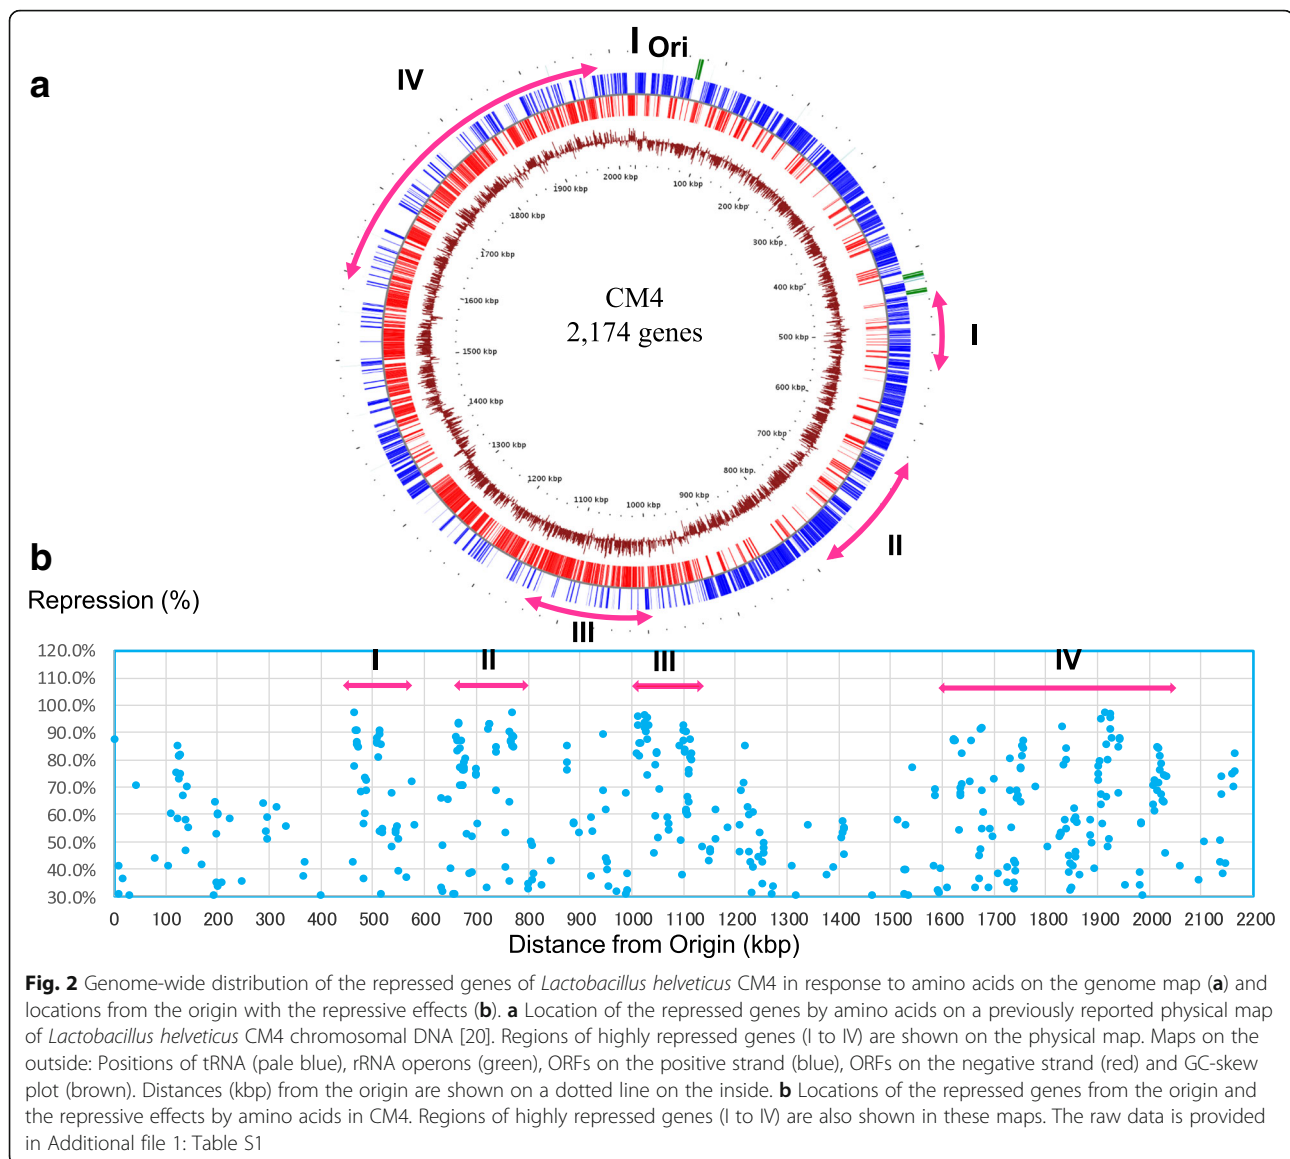 a
I Ori
IV
2000 kbp
100 kbp
200 kbp
300 kbp
400 kbp
500 kbp
600 kbp
700 kbp
800 kbp
900 kbp
1000 kbp
1100 kbp
1200 kbp
1300 kbp
1400 kbp
1500 kbp
1600 kbp
1700 kbp
1800 kbp
1900 kbp
CM4
2,174 genes
I
II
III
b
Repression (%)
I II III IV
120.0%
110.0%
100.0%
90.0%
80.0%
70.0%
60.0%
50.0%
40.0%
30.0%
0 100 200 300 400 500 600 700 800 900 1000 1100 1200 1300 1400 1500 1600 1700 1800 1900 2000 2100 2200
Distance from Origin (kbp)
Fig. 2 Genome-wide distribution of the repressed genes of Lactobacillus helveticus CM4 in response to amino acids on the genome map (a) and
locations from the origin with the repressive effects (b). a Location of the repressed genes by amino acids on a previously reported physical map
of Lactobacillus helveticus CM4 chromosomal DNA [20]. Regions of highly repressed genes (I to IV) are shown on the physical map. Maps on the
outside: Positions of tRNA (pale blue), rRNA operons (green), ORFs on the positive strand (blue), ORFs on the negative strand (red) and GC-skew
plot (brown). Distances (kbp) from the origin are shown on a dotted line on the inside. b Locations of the repressed genes from the origin and
the repressive effects by amino acids in CM4. Regions of highly repressed genes (I to IV) are also shown in these maps. The raw data is provided
in Additional file 1: Table S1